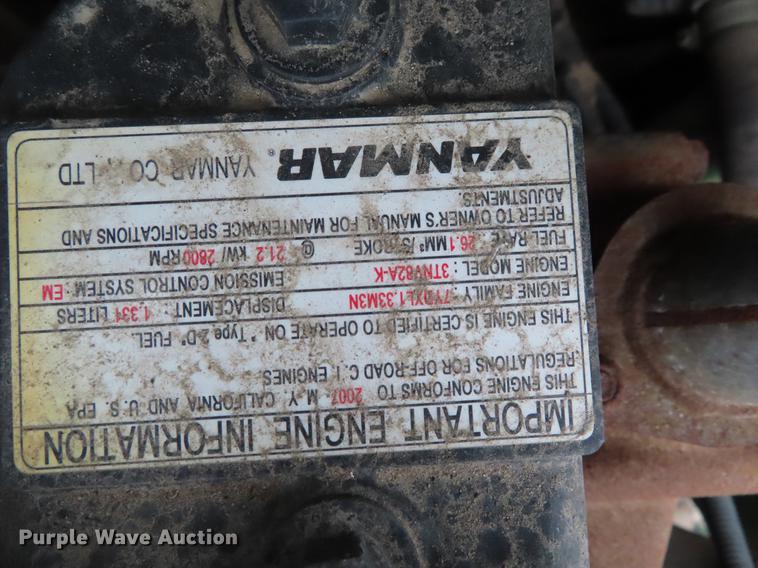 IMPORTANT ENGINE INFORMATION
THIS ENGINE CONFORMS TO 2007 M. Y. CALIFORNIA AND U. S. EPA
REGULATIONS FOR OFF-ROAD C. I. ENGINES.
THIS ENGINE IS CERTIFIED TO OPERATE ON " Type 2-D" FUEL.
ENGINE FAMILY : 7YDXL1.33M3N DISPLACEMENT : 1.331 LITERS
ENGINE MODEL : 3TNV82A-K EMISSION CONTROL SYSTEM : EM
FUEL RATE : 26.1MM³/STROKE @ 21.2 kW/ 2800RPM
REFER TO OWNER'S MANUAL FOR MAINTENANCE SPECIFICATIONS AND
ADJUSTMENTS.
YANMAR® YANMAR CO., LTD
Purple Wave Auction®